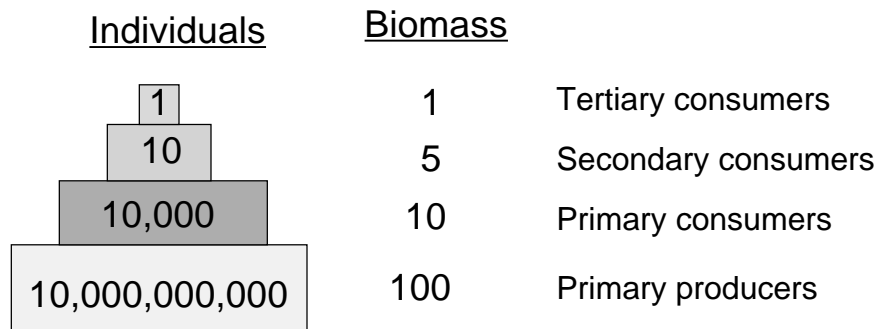 Individuals Biomass
1 1 Tertiary consumers
10 5 Secondary consumers
10,000 10 Primary consumers
10,000,000,000 100 Primary producers